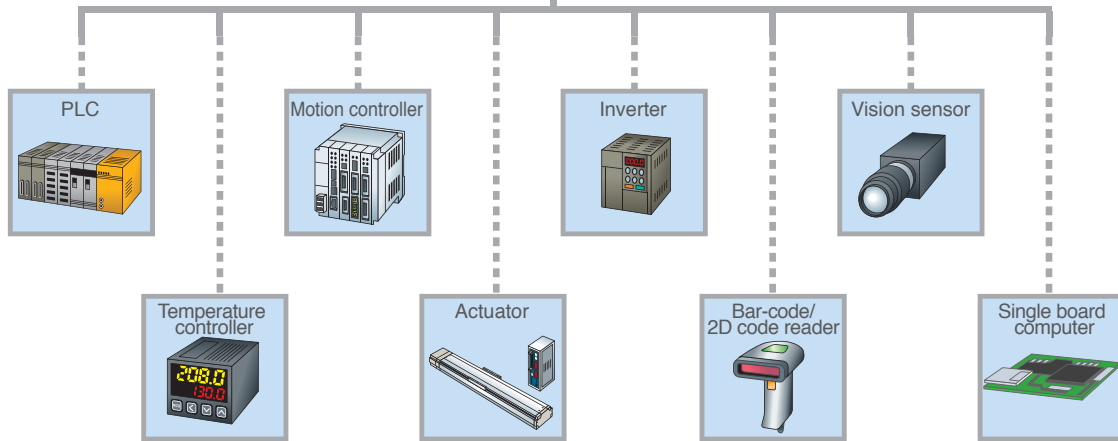 PLC
Motion controller
Inverter
Vision sensor
Temperature
controller
208.0
130.0
Actuator
Bar-code/
2D code reader
Single board
computer